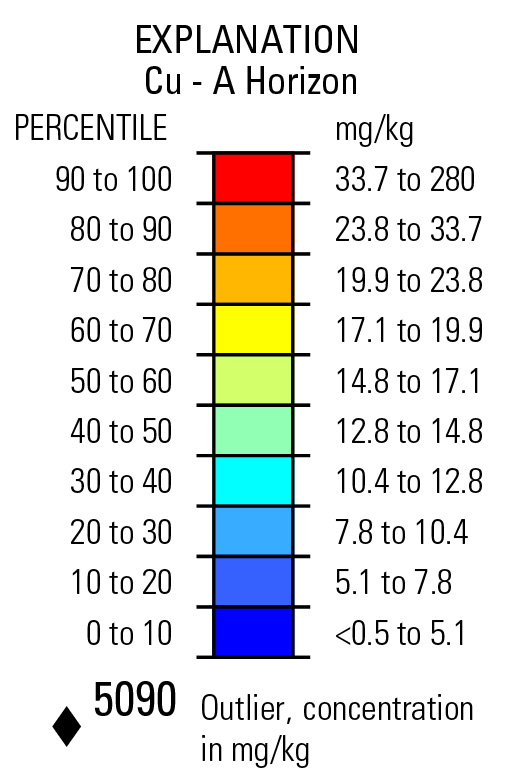 EXPLANATION
Cu - A Horizon
PERCENTILE mg/kg
90 to 100 33.7 to 280
80 to 90 23.8 to 33.7
70 to 80 19.9 to 23.8
60 to 70 17.1 to 19.9
50 to 60 14.8 to 17.1
40 to 50 12.8 to 14.8
30 to 40 10.4 to 12.8
20 to 30 7.8 to 10.4
10 to 20 5.1 to 7.8
0 to 10 <0.5 to 5.1
5090 Outlier, concentration
in mg/kg